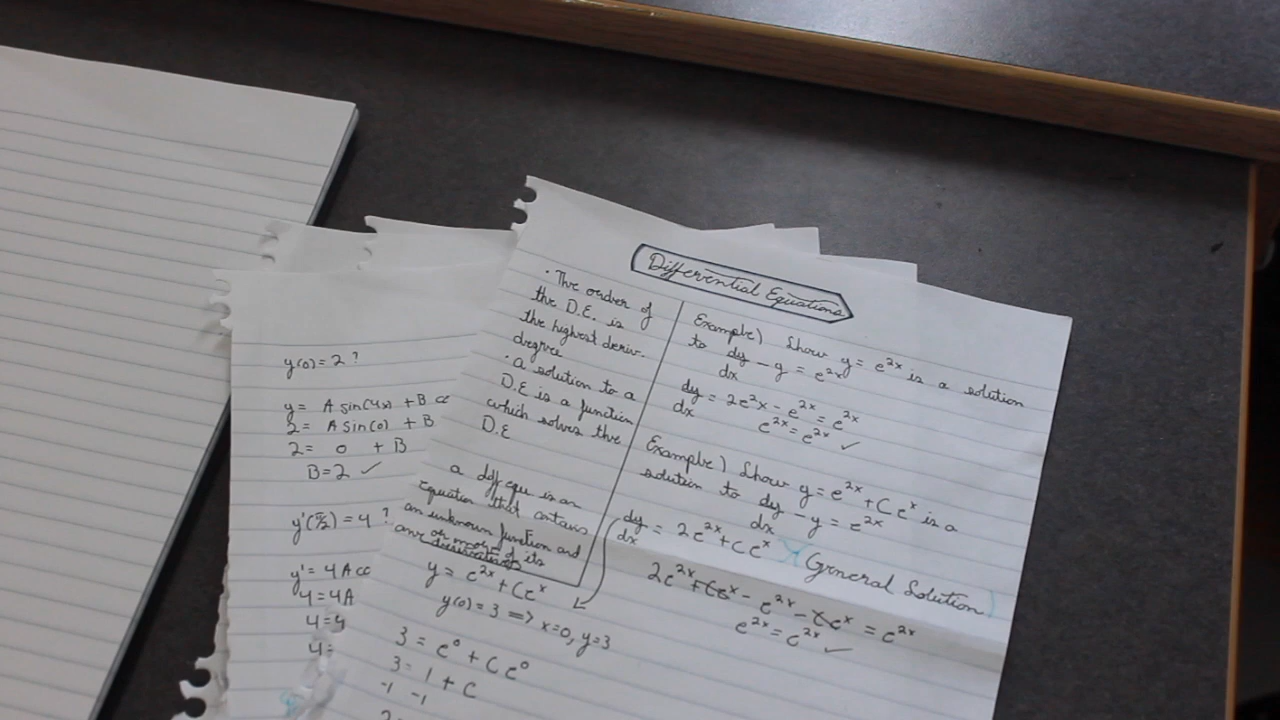 Differential Equations
· The order of
the D.E. is
the highest deriv.
degree
· A solution to a
D.E is a function
which solves the
D.E
a diff equ is an
equation that contains
an unknown function and
one or more of its
derivatives
Example) Show y = e^{2x} is a solution
to dy/dx - y = e^{2x}
dy/dx = 2e^2x - e^{2x} = e^{2x}
e^{2x} = e^{2x} ✓
Example) Show y = e^{2x} + Ce^x is a
solution to dy/dx - y = e^{2x}
dy/dx = 2e^{2x} + Ce^x (General Solution)
2e^{2x} + Ce^x - e^{2x} - Ce^x = e^{2x}
e^{2x} = e^{2x} ✓
y = e^{2x} + Ce^x
y(0) = 3 => x=0, y=3
3 = e^0 + Ce^0
3 = 1 + C
-1 -1
y(0) = 2 ?
y = A sin(4x) + B
2 = A sin(0) + B
2 = 0 + B
B = 2 ✓
y'(π/2) = 4 ?
y' = 4A
4 = 4A
4 =
4 =